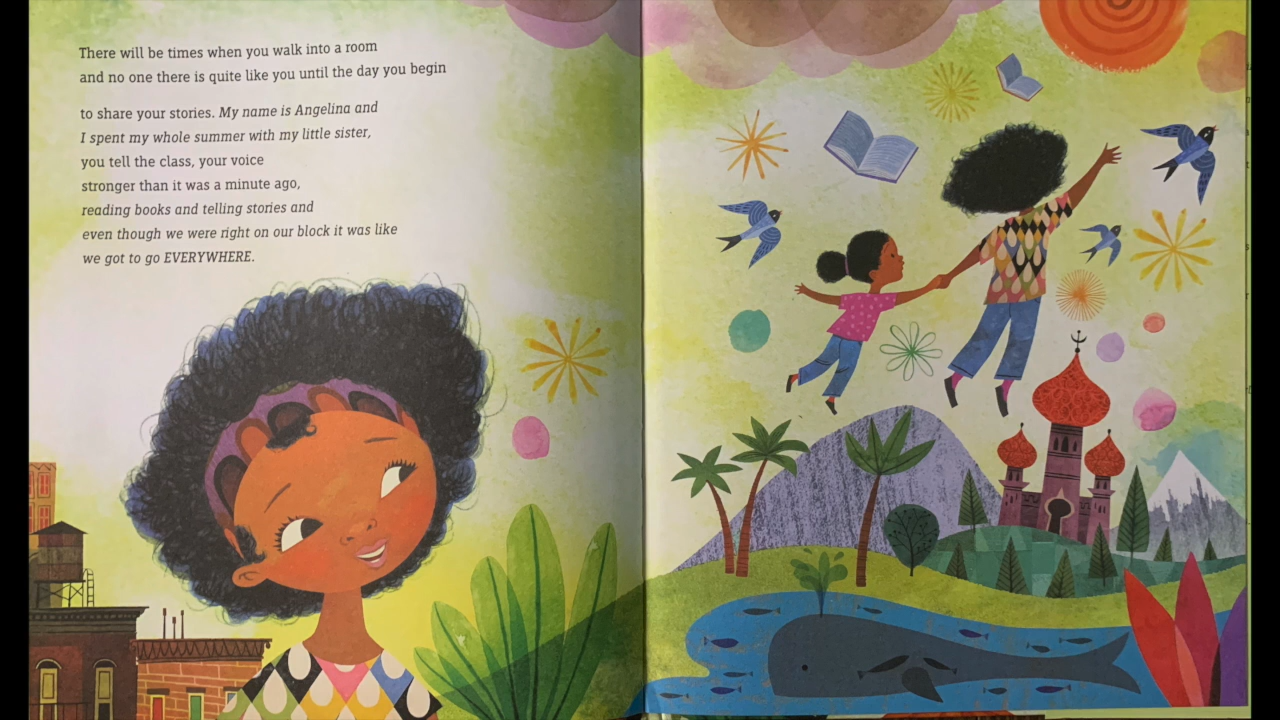 There will be times when you walk into a room
and no one there is quite like you until the day you begin
to share your stories. My name is Angelina and
I spent my whole summer with my little sister,
you tell the class, your voice
stronger than it was a minute ago,
reading books and telling stories and
even though we were right on our block it was like
we got to go EVERYWHERE.